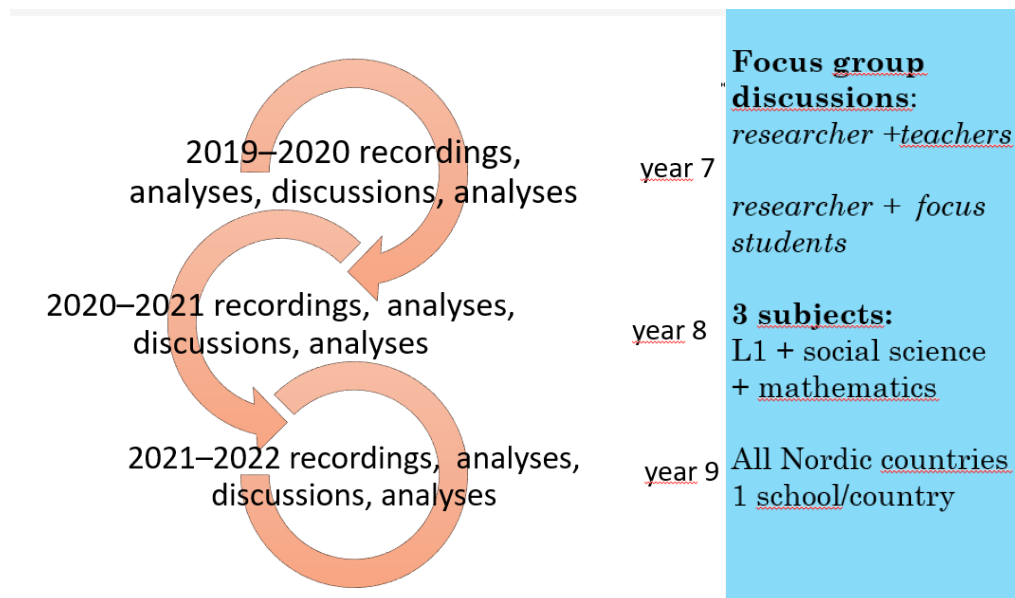 2019–2020 recordings,
analyses, discussions, analyses
year 7
2020–2021 recordings,  analyses,
discussions, analyses
year 8
2021–2022 recordings,  analyses,
discussions, analyses
year 9
"
Focus group
discussions:
researcher +teachers
researcher +  focus
students
3 subjects:
L1 + social science
+ mathematics
All Nordic countries
1 school/country